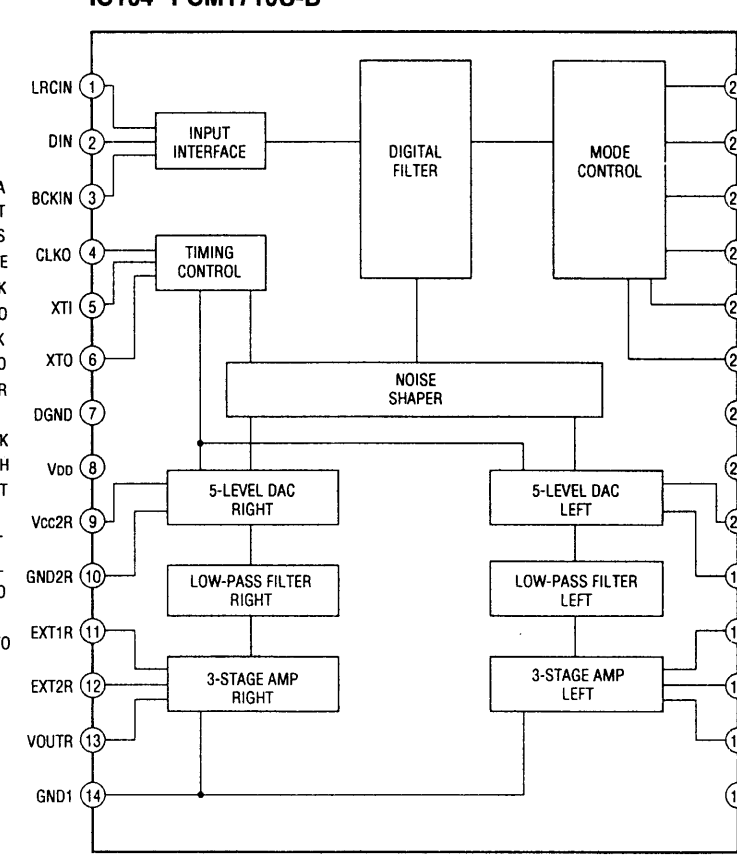 LRCIN 1
DIN 2
BCKIN 3
CLKO 4
XTI 5
XTO 6
DGND 7
VDD 8
Vcc2R 9
GND2R 10
EXT1R 11
EXT2R 12
VOUTR 13
GND1 14
INPUT
INTERFACE
DIGITAL
FILTER
MODE
CONTROL
TIMING
CONTROL
NOISE
SHAPER
5-LEVEL DAC
RIGHT
5-LEVEL DAC
LEFT
LOW-PASS FILTER
RIGHT
LOW-PASS FILTER
LEFT
3-STAGE AMP
RIGHT
3-STAGE AMP
LEFT